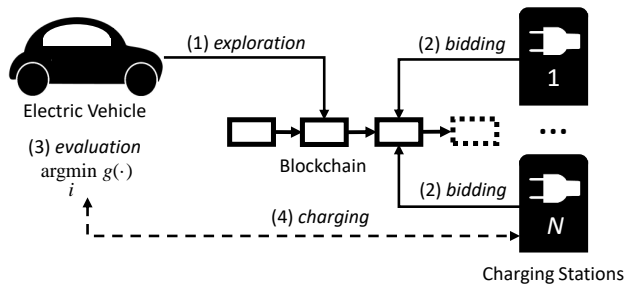 (1) exploration
(2) bidding
1
Electric Vehicle
(3) evaluation
argmin g(·)
i
Blockchain
...
(2) bidding
N
(4) charging
Charging Stations